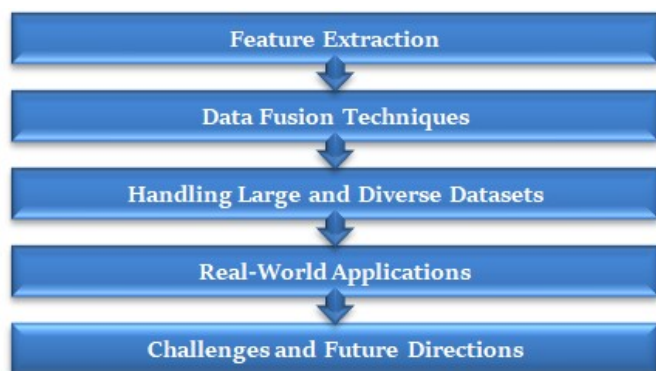 Feature Extraction
Data Fusion Techniques
Handling Large and Diverse Datasets
Real-World Applications
Challenges and Future Directions